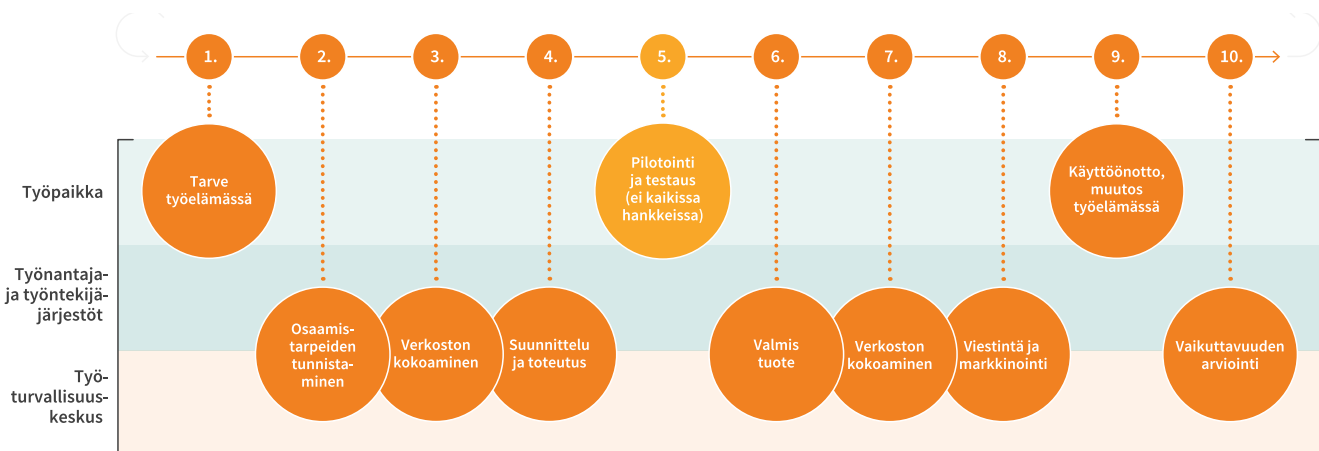 1.
2.
3.
4.
5.
6.
7.
8.
9.
10.
Työpaikka
Tarve
työelämässä
Pilotointi
ja testaus
(ei kaikissa
hankkeissa)
Käyttöönotto,
muutos
työelämässä
Työnantaja-
ja työntekijä-
järjestöt
Työ-
turvallisuus-
keskus
Osaamis-
tarpeiden
tunnista-
minen
Verkoston
kokoaminen
Suunnittelu
ja toteutus
Valmis
tuote
Verkoston
kokoaminen
Viestintä ja
markkinointi
Vaikuttavuuden
arviointi